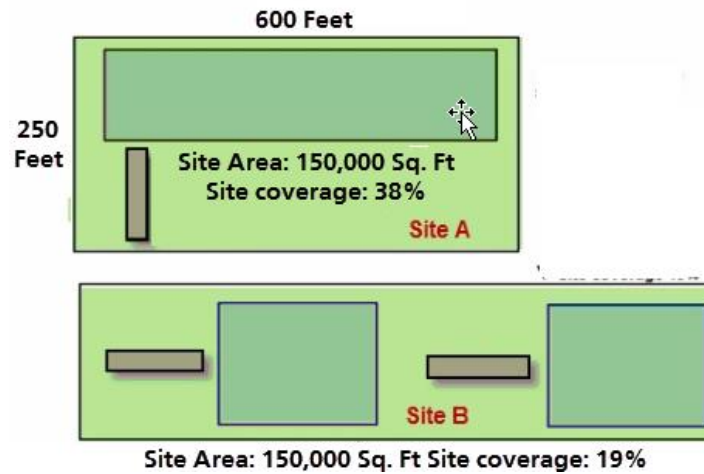 600 Feet
250
Feet
Site Area: 150,000 Sq. Ft
Site coverage: 38%
Site A
Site B
Site Area: 150,000 Sq. Ft Site coverage: 19%